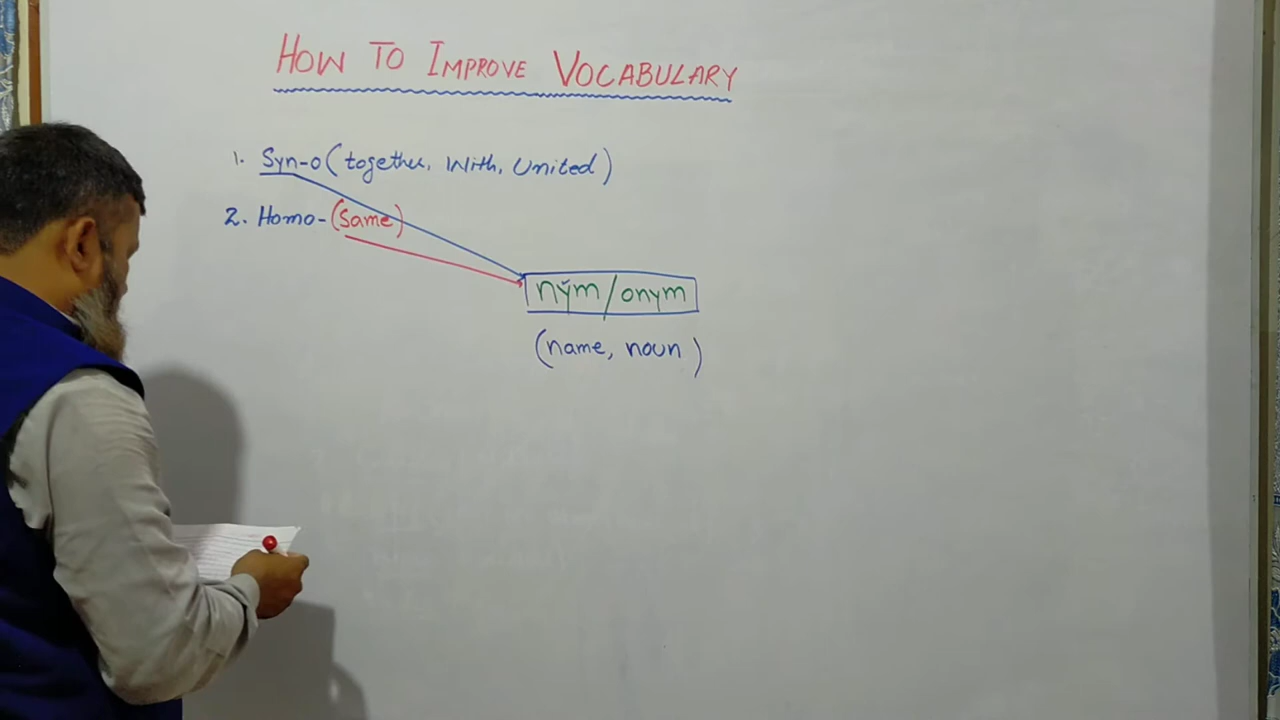 HOW TO IMPROVE VOCABULARY
1. Syn-o (together, With, United)
2. Homo - (Same)
nym/onym
(name, noun)